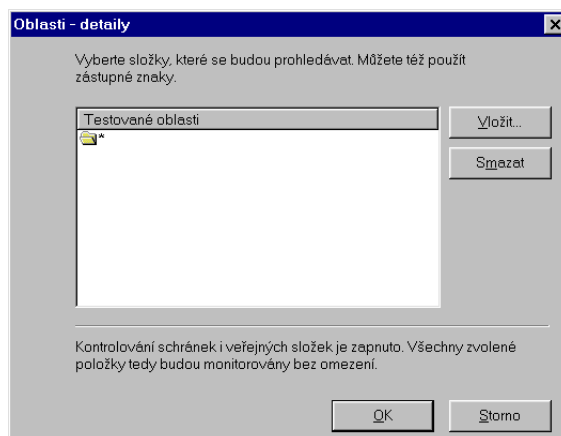 Oblasti - detaily
Vyberte složky, které se budou prohledávat. Můžete též použít
zástupné znaky.
Testované oblasti
*
Vložit...
Smazat
Kontrolování schránek i veřejných složek je zapnuto. Všechny zvolené
položky tedy budou monitorovány bez omezení.
OK
Storno